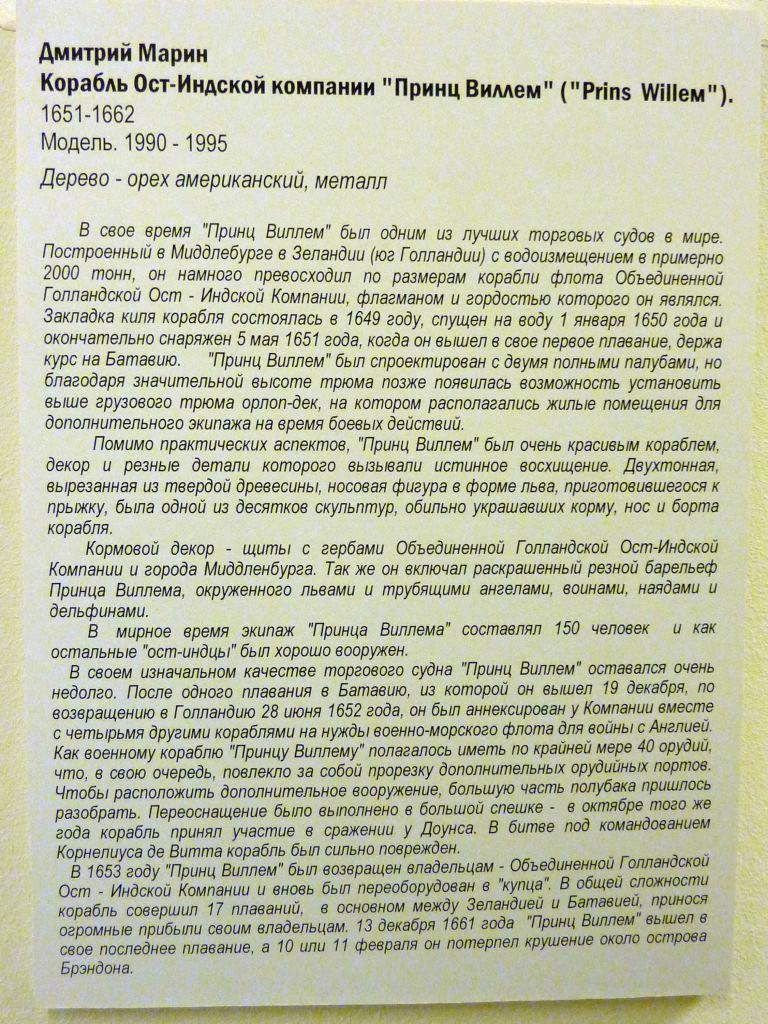 Дмитрий Марин
Корабль Ост-Индской компании "Принц Виллем" ("Prins Willem").
1651-1662
Модель. 1990 - 1995
Дерево - орех американский, металл
В свое время "Принц Виллем" был одним из лучших торговых судов в мире.
Построенный в Миддлебурге в Зеландии (юг Голландии) с водоизмещением в примерно
2000 тонн, он намного превосходил по размерам корабли флота Объединенной
Голландской Ост - Индской Компании, флагманом и гордостью которого он являлся.
Закладка киля корабля состоялась в 1649 году, спущен на воду 1 января 1650 года и
окончательно снаряжен 5 мая 1651 года, когда он вышел в свое первое плавание, держа
курс на Батавию. "Принц Виллем" был спроектирован с двумя полными палубами, но
благодаря значительной высоте трюма позже появилась возможность установить
выше грузового трюма орлоп-дек, на котором располагались жилые помещения для
дополнительного экипажа на время боевых действий.
Помимо практических аспектов, "Принц Виллем" был очень красивым кораблем,
декор и резные детали которого вызывали истинное восхищение. Двухтонная,
вырезанная из твердой древесины, носовая фигура в форме льва, приготовившегося к
прыжку, была одной из десятков скульптур, обильно украшавших корму, нос и борта
корабля.
Кормовой декор - щиты с гербами Объединенной Голландской Ост-Индской
Компании и города Миддленбурга. Так же он включал раскрашенный резной барельеф
Принца Виллема, окруженного львами и трубящими ангелами, воинами, наядами и
дельфинами.
В мирное время экипаж "Принца Виллема" составлял 150 человек и как
остальные "ост-индцы" был хорошо вооружен.
В своем изначальном качестве торгового судна "Принц Виллем" оставался очень
недолго. После одного плавания в Батавию, из которой он вышел 19 декабря, по
возвращению в Голландию 28 июня 1652 года, он был аннексирован у Компании вместе
с четырьмя другими кораблями на нужды военно-морского флота для войны с Англией.
Как военному кораблю "Принцу Виллему" полагалось иметь по крайней мере 40 орудий,
что, в свою очередь, повлекло за собой прорезку дополнительных орудийных портов.
Чтобы расположить дополнительное вооружение, большую часть полубака пришлось
разобрать. Переоснащение было выполнено в большой спешке - в октябре того же
года корабль принял участие в сражении у Доунса. В битве под командованием
Корнелиуса де Витта корабль был сильно поврежден.
В 1653 году "Принц Виллем" был возвращен владельцам - Объединенной Голландской
Ост - Индской Компании и вновь был переоборудован в "купца". В общей сложности
корабль совершил 17 плаваний, в основном между Зеландией и Батавией, принося
огромные прибыли своим владельцам. 13 декабря 1661 года "Принц Виллем" вышел в
свое последнее плавание, а 10 или 11 февраля он потерпел крушение около острова
Брэндона.